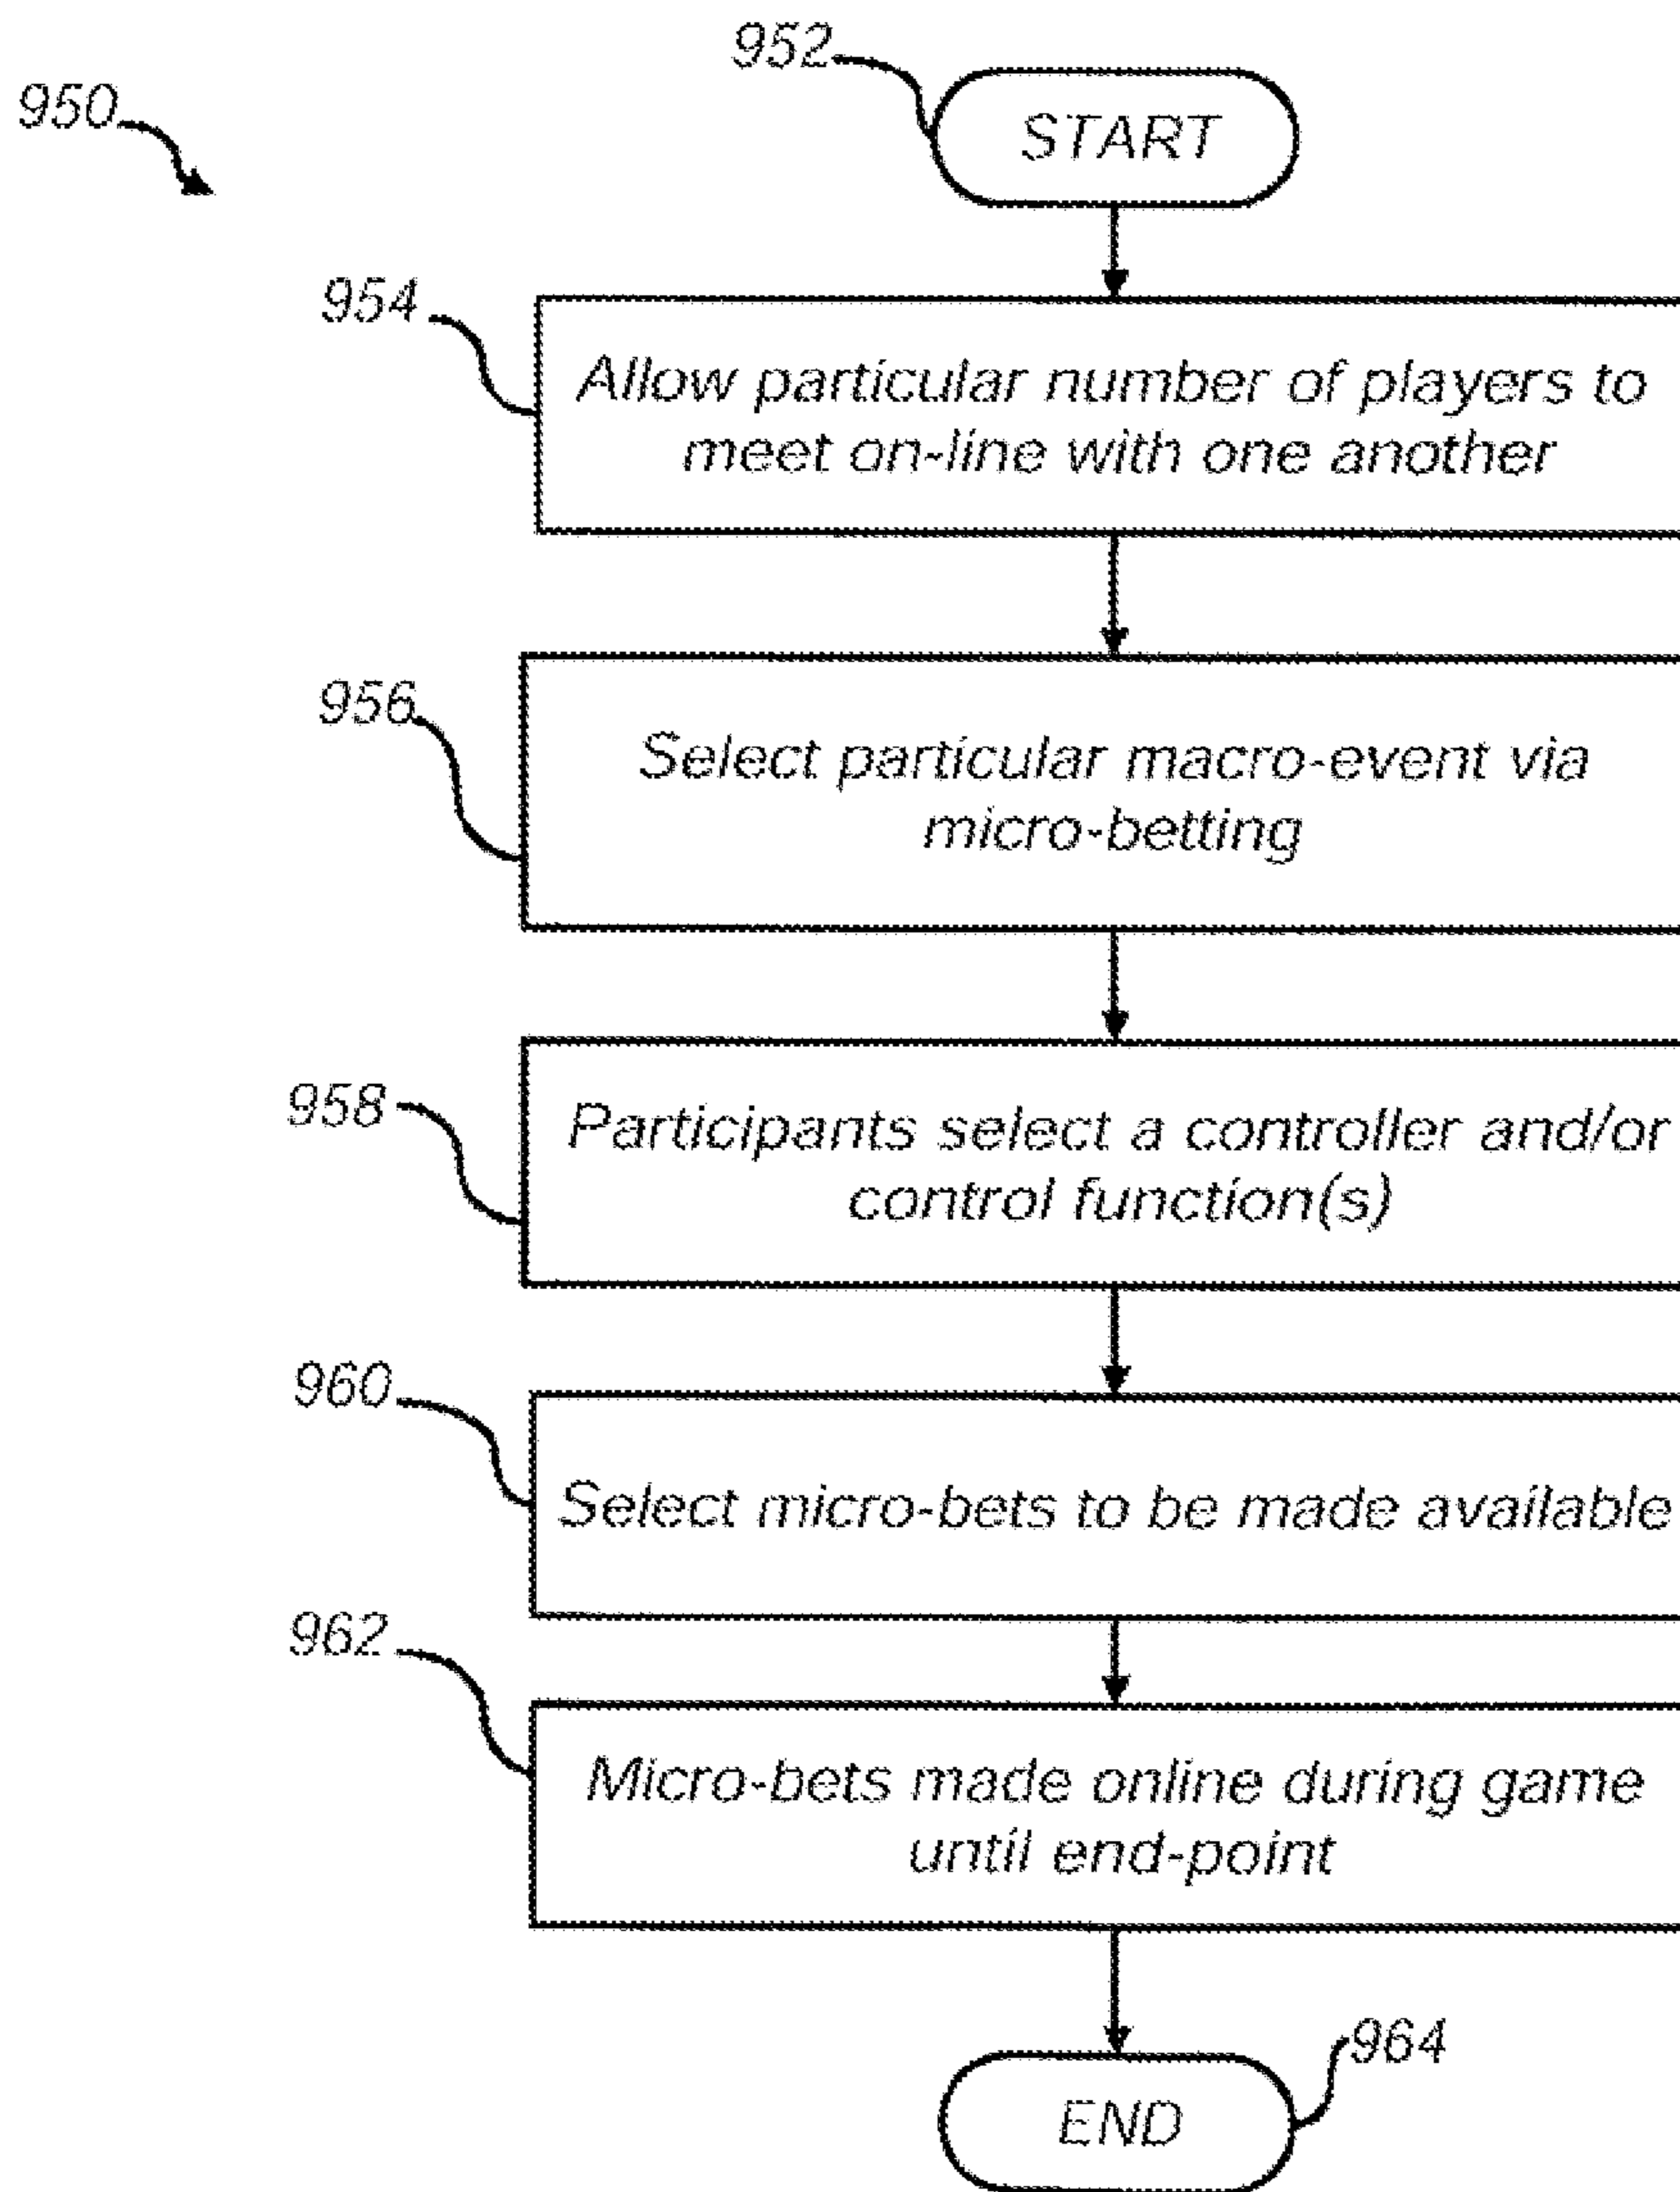 952
950
START
954
Allow particular number of players to
meet on-line with one another
956
Select particular macro-event via
micro-betting
958
Participants select a controller and/or
control function(s)
960
Select micro-bets to be made available
962
Micro-bets made online during game
until end-point
964
END